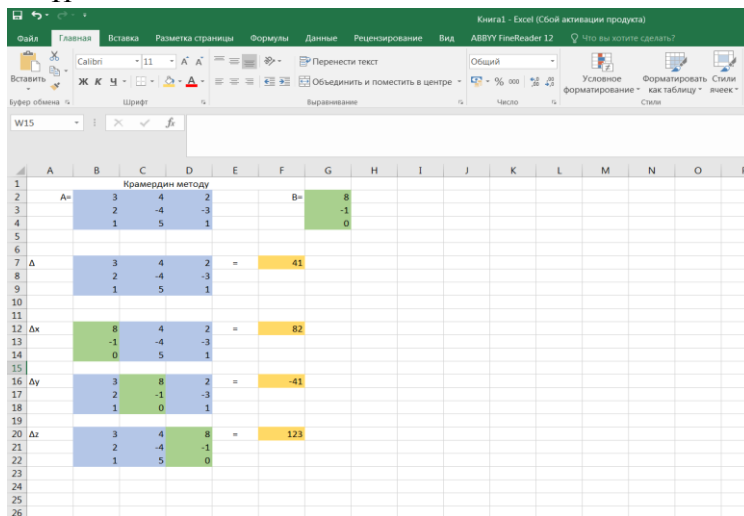 Книга1 - Excel (Сбой активации продукта)
Файл Главная Вставка Разметка страницы Формулы Данные Рецензирование Вид ABBYY FineReader 12 Что вы хотите сделать?
Вставить Calibri 11 Перенести текст Общий
Ж К Ч Объединить и поместить в центре % 000 Условное форматирование Форматировать как таблицу Стили ячеек
Буфер обмена Шрифт Выравнивание Число Стили
W15 fx
A B C D E F G H I J K L M N O
1 Крамердин методу
2 A= 3 4 2 B= 8
3 2 -4 -3 -1
4 1 5 1 0
5
6
7 Δ 3 4 2 = 41
8 2 -4 -3
9 1 5 1
10
11
12 Δx 8 4 2 = 82
13 -1 -4 -3
14 0 5 1
15
16 Δy 3 8 2 = -41
17 2 -1 -3
18 1 0 1
19
20 Δz 3 4 8 = 123
21 2 -4 -1
22 1 5 0
23
24
25
26